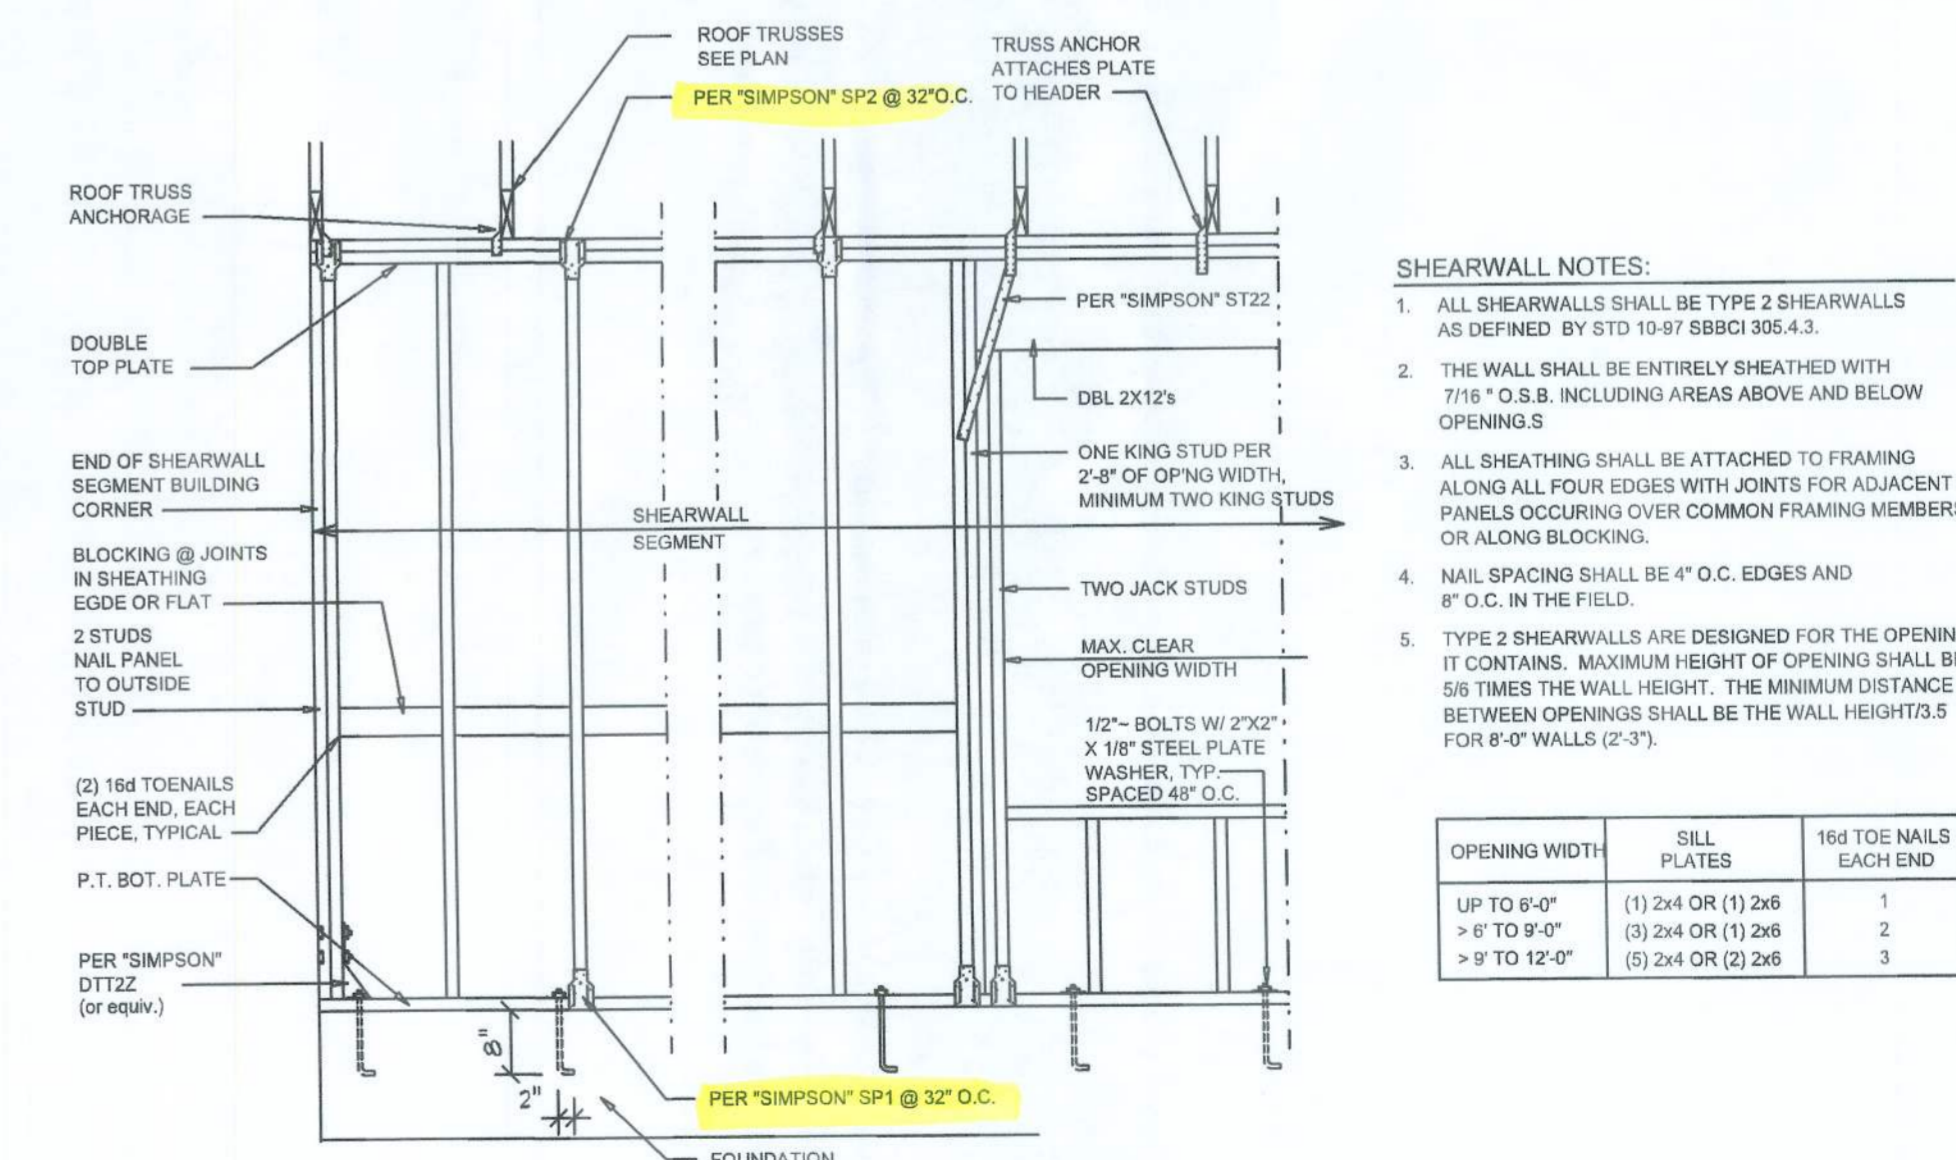 ROOF TRUSSES
SEE PLAN
PER "SIMPSON" SP2 @ 32"O.C.
TRUSS ANCHOR
ATTACHES PLATE
TO HEADER
ROOF TRUSS
ANCHORAGE
DOUBLE
TOP PLATE
END OF SHEARWALL
SEGMENT BUILDING
CORNER
BLOCKING @ JOINTS
IN SHEATHING
EGDE OR FLAT
2 STUDS
NAIL PANEL
TO OUTSIDE
STUD
(2) 16d TOENAILS
EACH END, EACH
PIECE, TYPICAL
P.T. BOT. PLATE
PER "SIMPSON"
DTT2Z
(or equiv.)
SHEARWALL
SEGMENT
PER "SIMPSON" ST22
DBL 2X12's
ONE KING STUD PER
2'-8" OF OP'NG WIDTH,
MINIMUM TWO KING STUDS
TWO JACK STUDS
MAX. CLEAR
OPENING WIDTH
1/2"~ BOLTS W/ 2"X2"
X 1/8" STEEL PLATE
WASHER, TYP.
SPACED 48" O.C.
8"
2"
PER "SIMPSON" SP1 @ 32" O.C.
FOUNDATION
SHEARWALL NOTES:
1. ALL SHEARWALLS SHALL BE TYPE 2 SHEARWALLS
AS DEFINED BY STD 10-97 SBBCI 305.4.3.
2. THE WALL SHALL BE ENTIRELY SHEATHED WITH
7/16 " O.S.B. INCLUDING AREAS ABOVE AND BELOW
OPENING.S
3. ALL SHEATHING SHALL BE ATTACHED TO FRAMING
ALONG ALL FOUR EDGES WITH JOINTS FOR ADJACENT
PANELS OCCURING OVER COMMON FRAMING MEMBERS
OR ALONG BLOCKING.
4. NAIL SPACING SHALL BE 4" O.C. EDGES AND
8" O.C. IN THE FIELD.
5. TYPE 2 SHEARWALLS ARE DESIGNED FOR THE OPENIN
IT CONTAINS. MAXIMUM HEIGHT OF OPENING SHALL BE
5/6 TIMES THE WALL HEIGHT. THE MINIMUM DISTANCE
BETWEEN OPENINGS SHALL BE THE WALL HEIGHT/3.5
FOR 8'-0" WALLS (2'-3").
OPENING WIDTH SILL PLATES 16d TOE NAILS EACH END
UP TO 6'-0" (1) 2x4 OR (1) 2x6 1
> 6' TO 9'-0" (3) 2x4 OR (1) 2x6 2
> 9' TO 12'-0" (5) 2x4 OR (2) 2x6 3